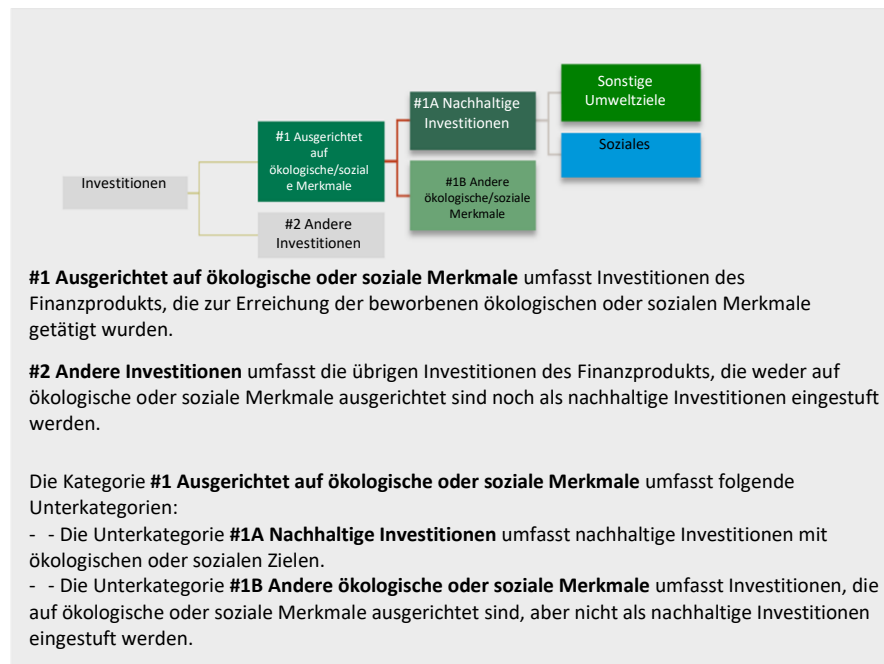 Investitionen
#1 Ausgerichtet
auf
ökologische/sozial
e Merkmale
#2 Andere
Investitionen
#1A Nachhaltige
Investitionen
#1B Andere
ökologische/soziale
Merkmale
Sonstige
Umweltziele
Soziales
#1 Ausgerichtet auf ökologische oder soziale Merkmale umfasst Investitionen des
Finanzprodukts, die zur Erreichung der beworbenen ökologischen oder sozialen Merkmale
getätigt wurden.
#2 Andere Investitionen umfasst die übrigen Investitionen des Finanzprodukts, die weder auf
ökologische oder soziale Merkmale ausgerichtet sind noch als nachhaltige Investitionen eingestuft
werden.
Die Kategorie #1 Ausgerichtet auf ökologische oder soziale Merkmale umfasst folgende
Unterkategorien:
- - Die Unterkategorie #1A Nachhaltige Investitionen umfasst nachhaltige Investitionen mit
ökologischen oder sozialen Zielen.
- - Die Unterkategorie #1B Andere ökologische oder soziale Merkmale umfasst Investitionen, die
auf ökologische oder soziale Merkmale ausgerichtet sind, aber nicht als nachhaltige Investitionen
eingestuft werden.